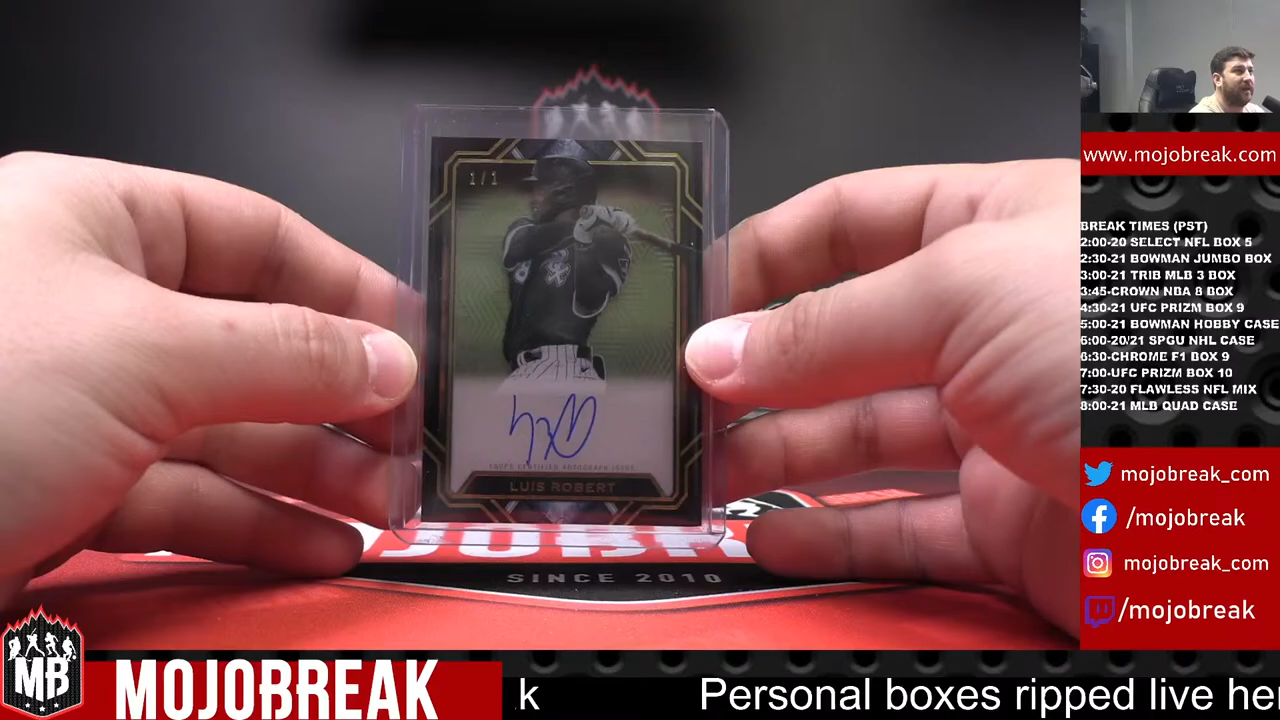 1/1
TOPPS CERTIFIED AUTOGRAPH ISSUE
LUIS ROBERT
SINCE 2010
MB
MOJOBREAK
k
Personal boxes ripped live he
www.mojobreak.com
BREAK TIMES (PST)
2:00-20 SELECT NFL BOX 5
2:30-21 BOWMAN JUMBO BOX
3:00-21 TRIB MLB 3 BOX
3:45-CROWN NBA 8 BOX
4:30-21 UFC PRIZM BOX 9
5:00-21 BOWMAN HOBBY CASE
6:00-20/21 SPGU NHL CASE
6:30-CHROME F1 BOX 9
7:00-UFC PRIZM BOX 10
7:30-20 FLAWLESS NFL MIX
8:00-21 MLB QUAD CASE
mojobreak_com
/mojobreak
mojobreak_com
/mojobreak